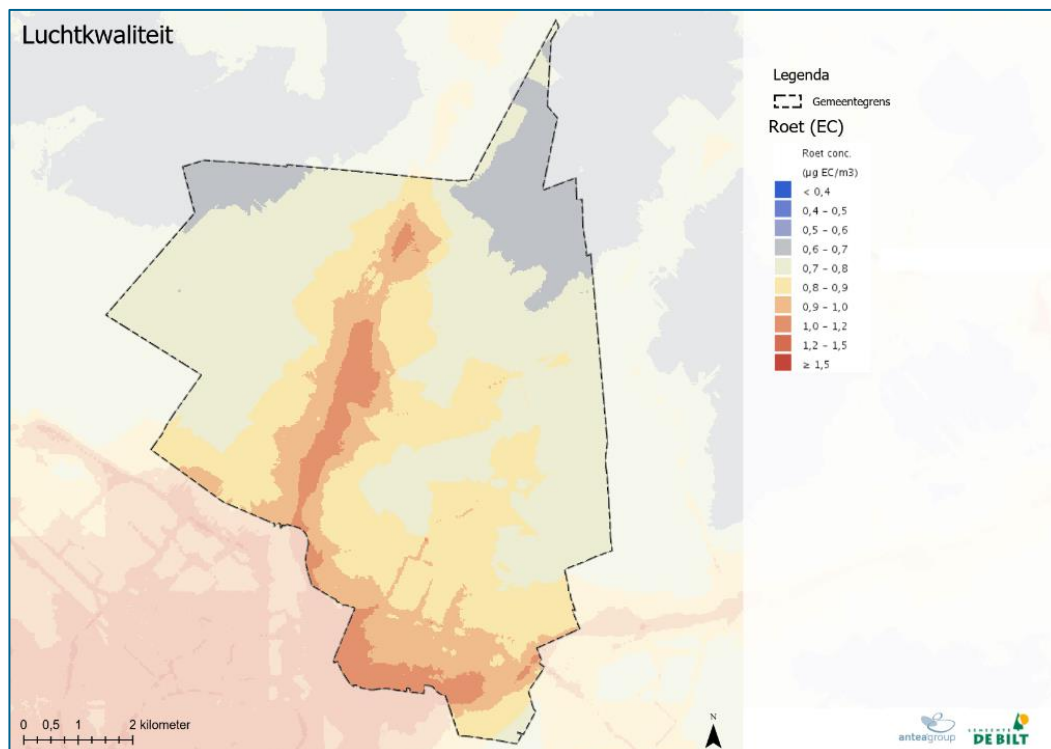 Luchtkwaliteit
Legenda
Gemeentegrens
Roet (EC)
Roet conc.
(µg EC/m3)
< 0,4
0,4 – 0,5
0,5 – 0,6
0,6 – 0,7
0,7 – 0,8
0,8 – 0,9
0,9 – 1,0
1,0 – 1,2
1,2 – 1,5
≥ 1,5
0 0,5 1 2 kilometer
N
anteagroup
GEMEENTE
DE BILT